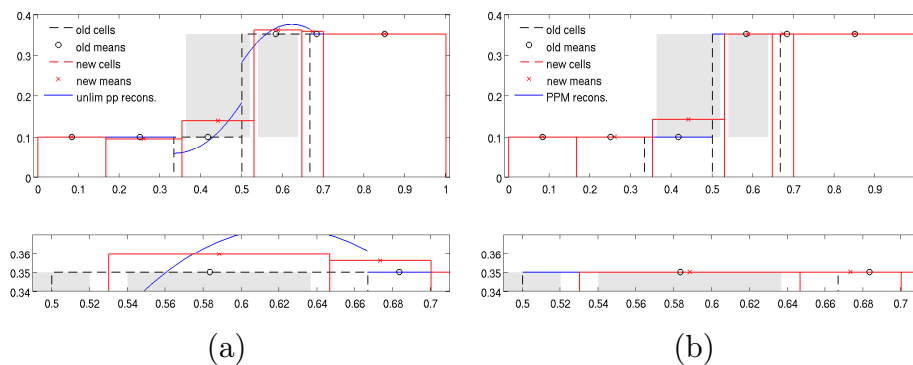 0.4
0.3
0.2
0.1
0
old cells
old means
new cells
new means
unlim pp recons.
0 0.1 0.2 0.3 0.4 0.5 0.6 0.7 0.8 0.9 1
0.4
0.3
0.2
0.1
0
old cells
old means
new cells
new means
PPM recons.
0 0.1 0.2 0.3 0.4 0.5 0.6 0.7 0.8 0.9
0.36
0.35
0.34
0.5 0.52 0.54 0.56 0.58 0.6 0.62 0.64 0.66 0.68 0.7
0.36
0.35
0.34
0.5 0.52 0.54 0.56 0.58 0.6 0.62 0.64 0.66 0.68 0.7
(a)
(b)